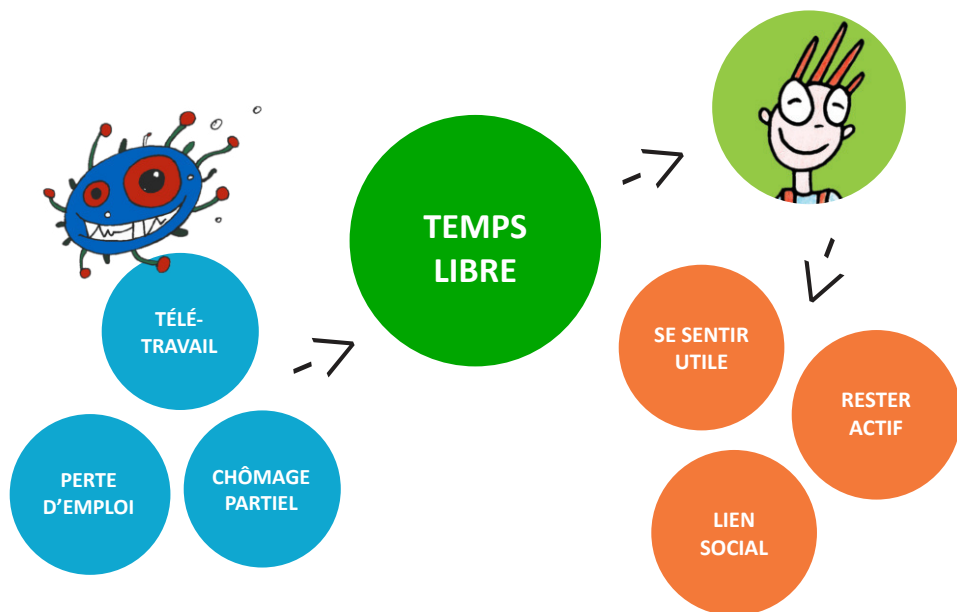 TEMPS
LIBRE
TÉLÉ-
TRAVAIL
PERTE
D'EMPLOI
CHÔMAGE
PARTIEL
SE SENTIR
UTILE
RESTER
ACTIF
LIEN
SOCIAL